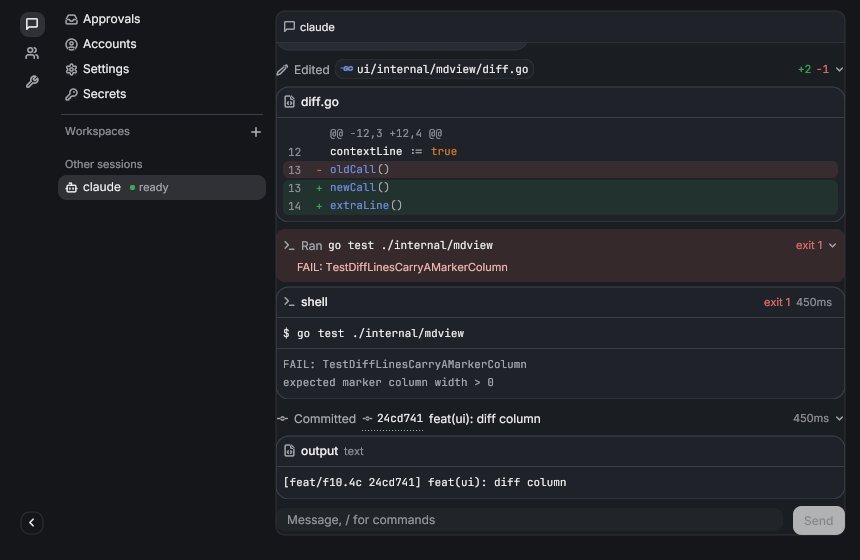 Approvals
Accounts
Settings
Secrets
Workspaces
Other sessions
claude ready
claude
Edited ui/internal/mdview/diff.go +2 -1
diff.go
@@ -12,3 +12,4 @@
12 contextLine := true
13 - oldCall()
13 + newCall()
14 + extraLine()
Ran go test ./internal/mdview exit 1
FAIL: TestDiffLinesCarryAMarkerColumn
shell exit 1 450ms
$ go test ./internal/mdview
FAIL: TestDiffLinesCarryAMarkerColumn
expected marker column width > 0
Committed 24cd741 feat(ui): diff column 450ms
output text
[feat/f10.4c 24cd741] feat(ui): diff column
Message, / for commands
Send